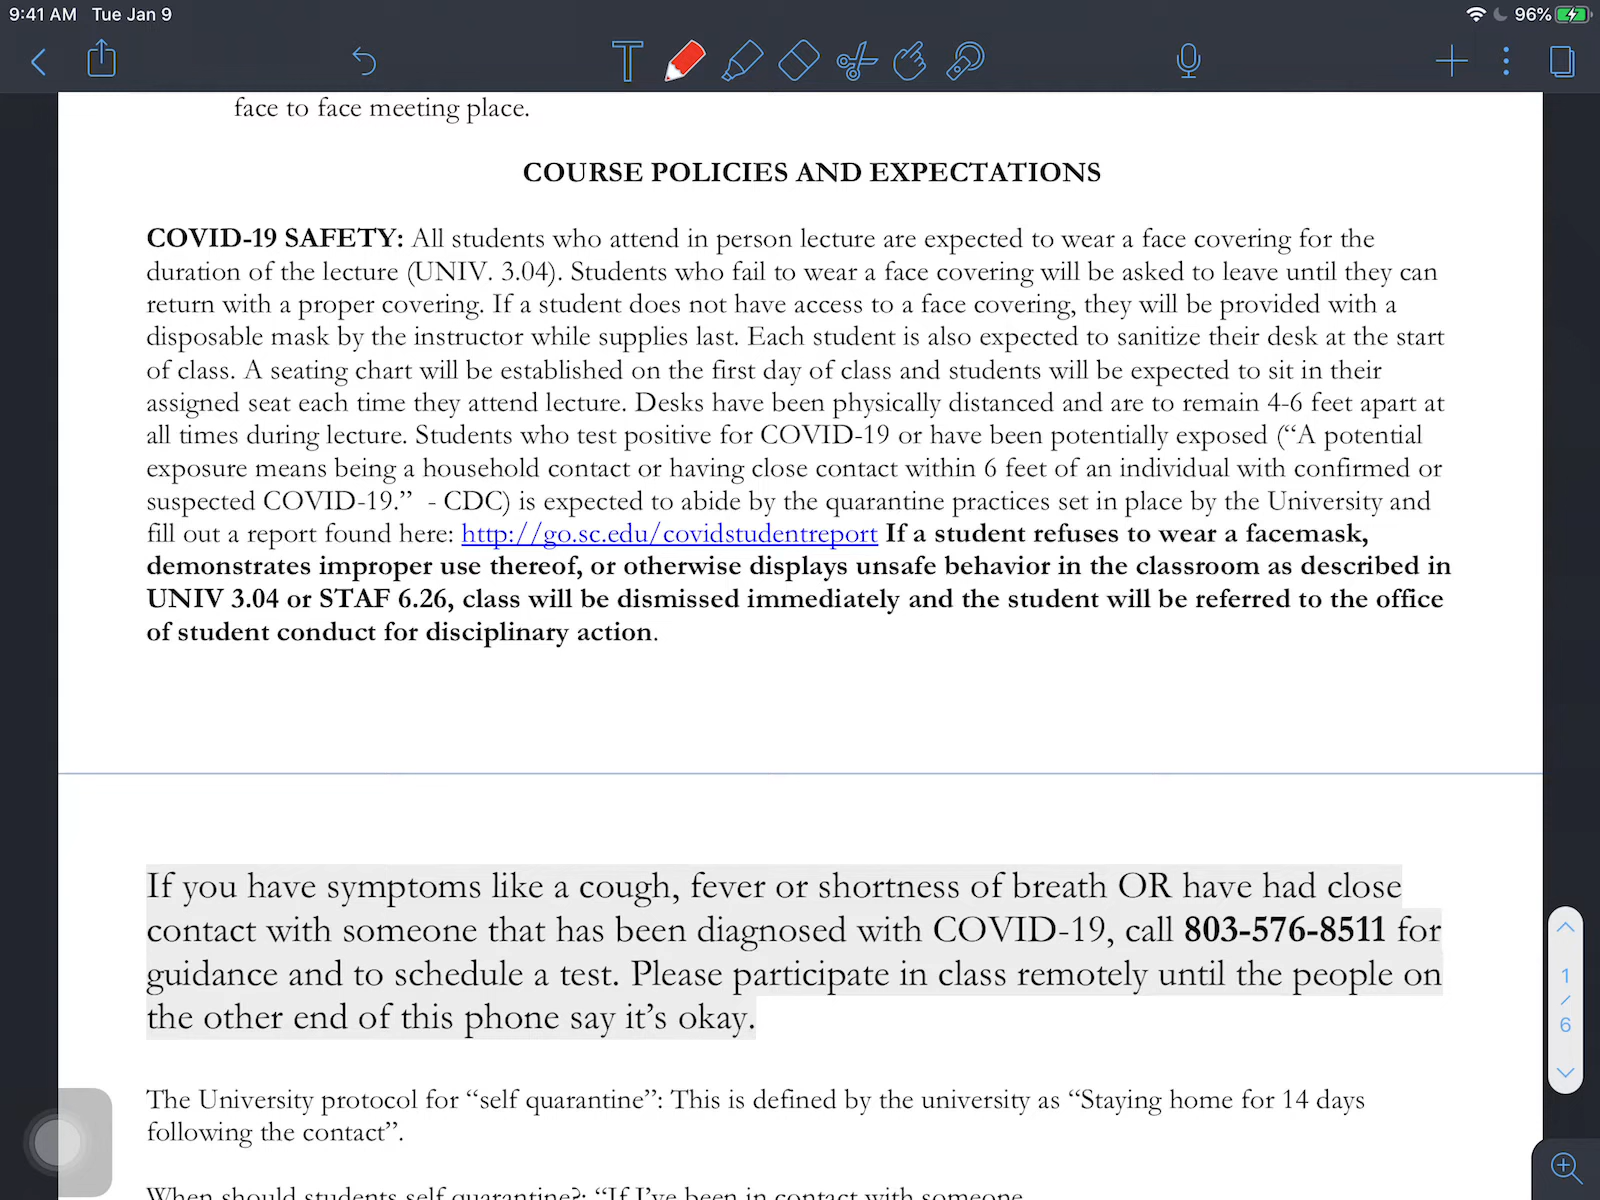 9:41 AM Tue Jan 9
96%
face to face meeting place.
COURSE POLICIES AND EXPECTATIONS
COVID-19 SAFETY: All students who attend in person lecture are expected to wear a face covering for the
duration of the lecture (UNIV. 3.04). Students who fail to wear a face covering will be asked to leave until they can
return with a proper covering. If a student does not have access to a face covering, they will be provided with a
disposable mask by the instructor while supplies last. Each student is also expected to sanitize their desk at the start
of class. A seating chart will be established on the first day of class and students will be expected to sit in their
assigned seat each time they attend lecture. Desks have been physically distanced and are to remain 4-6 feet apart at
all times during lecture. Students who test positive for COVID-19 or have been potentially exposed (“A potential
exposure means being a household contact or having close contact within 6 feet of an individual with confirmed or
suspected COVID-19.”  - CDC) is expected to abide by the quarantine practices set in place by the University and
fill out a report found here: http://go.sc.edu/covidstudentreport If a student refuses to wear a facemask,
demonstrates improper use thereof, or otherwise displays unsafe behavior in the classroom as described in
UNIV 3.04 or STAF 6.26, class will be dismissed immediately and the student will be referred to the office
of student conduct for disciplinary action.
If you have symptoms like a cough, fever or shortness of breath OR have had close
contact with someone that has been diagnosed with COVID-19, call 803-576-8511 for
guidance and to schedule a test. Please participate in class remotely until the people on
the other end of this phone say it’s okay.
1
/
6
The University protocol for “self quarantine”: This is defined by the university as “Staying home for 14 days
following the contact”.
When should students self quarantine?: “If I’ve been in contact with someone